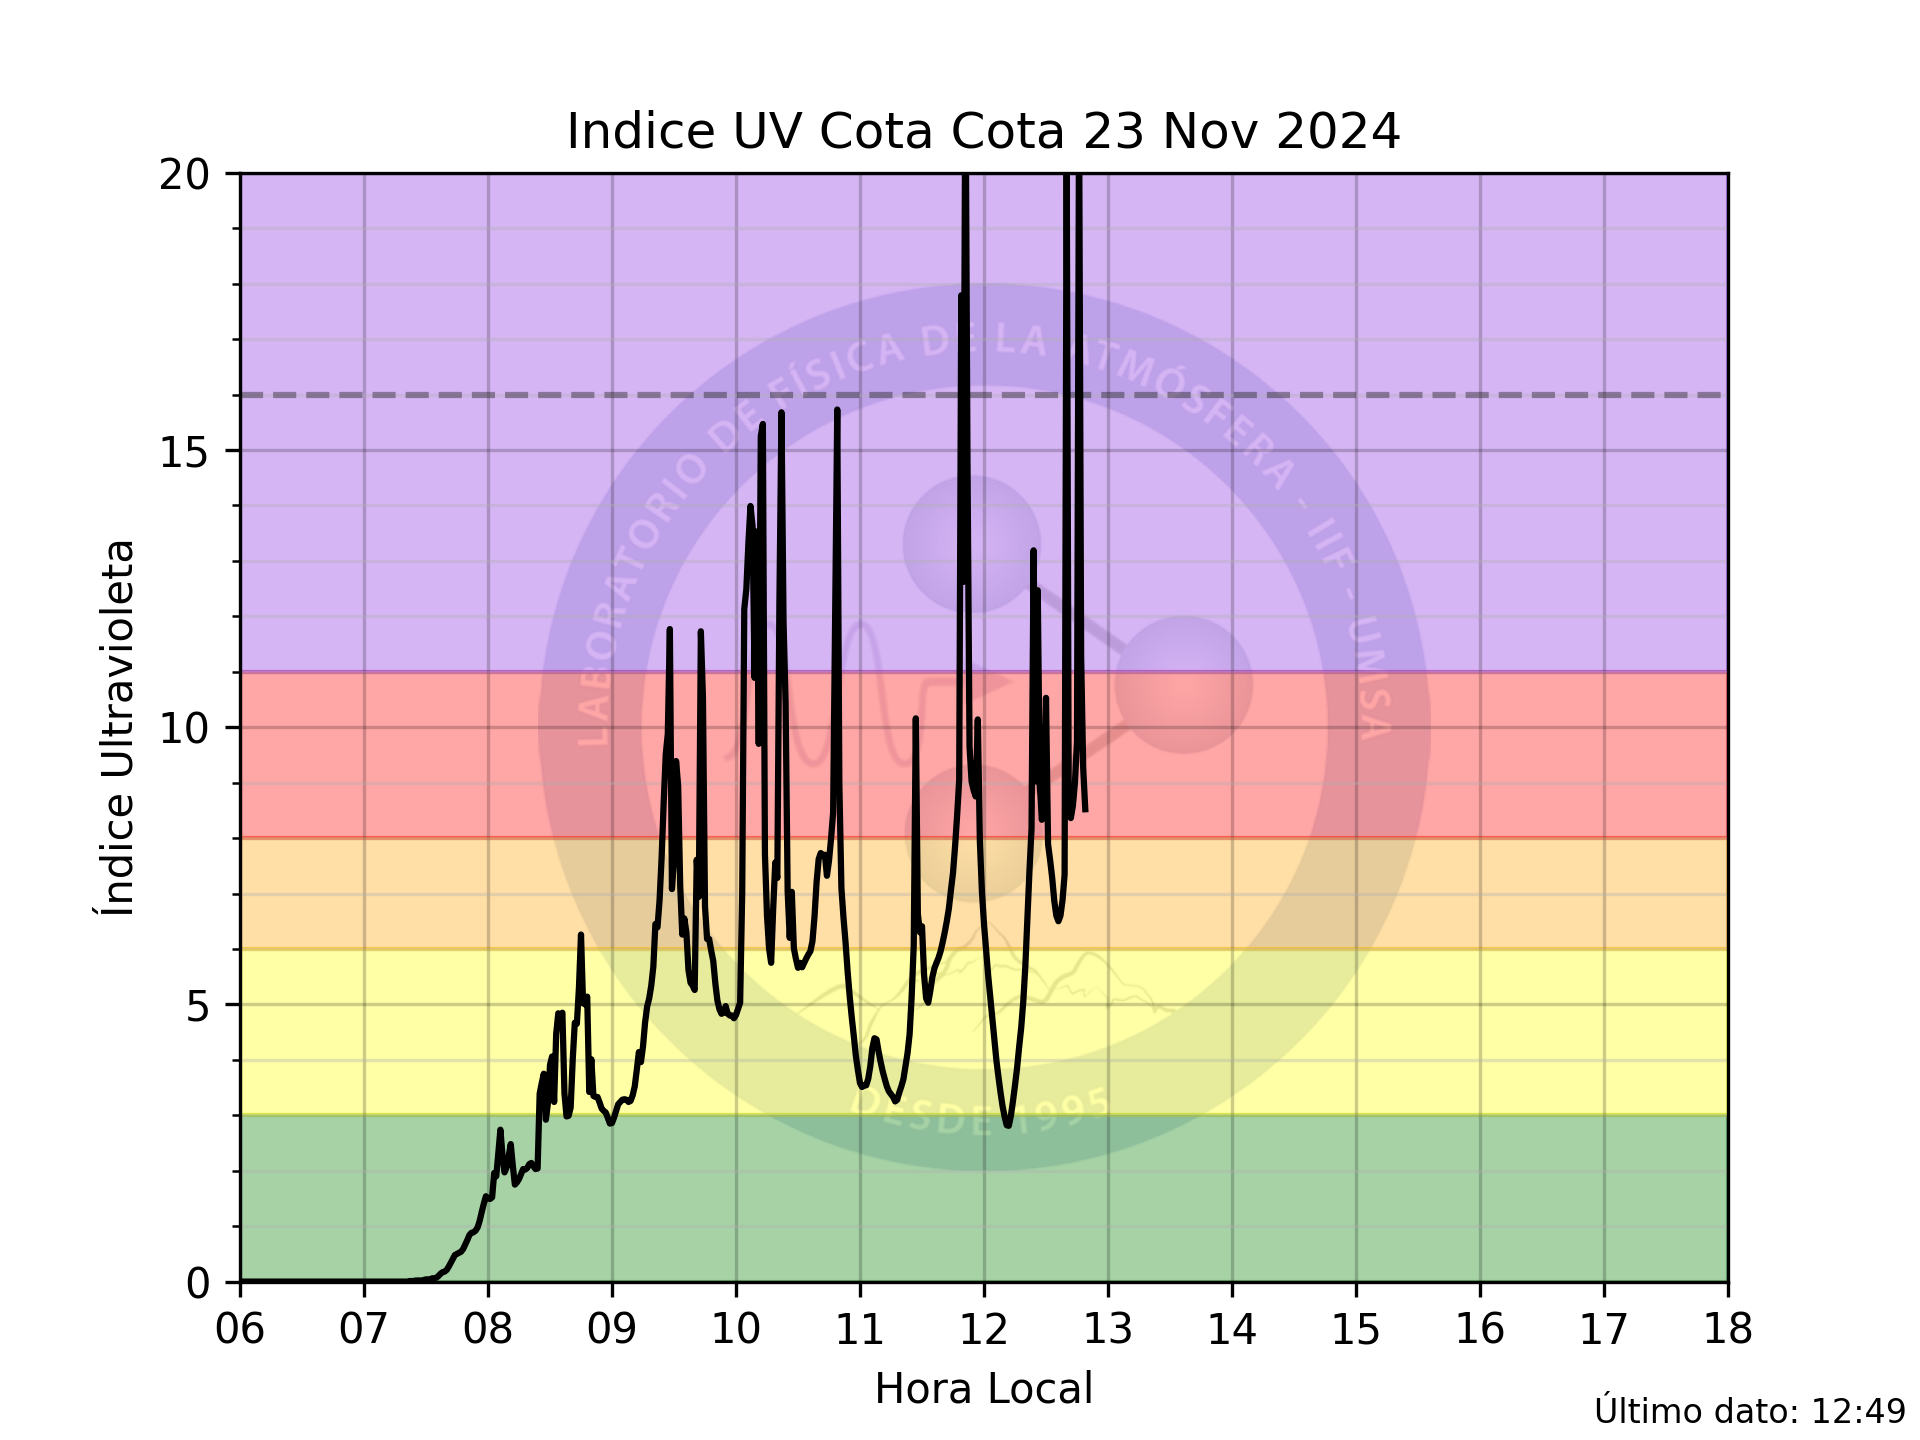 Indice UV Cota Cota 23 Nov 2024
20
15
10
5
0
Índice Ultravioleta
LABORATORIO DE FÍSICA DE LA ATMÓSFERA - IIF - UMSA
DESDE 1995
06 07 08 09 10 11 12 13 14 15 16 17 18
Hora Local
Último dato: 12:49